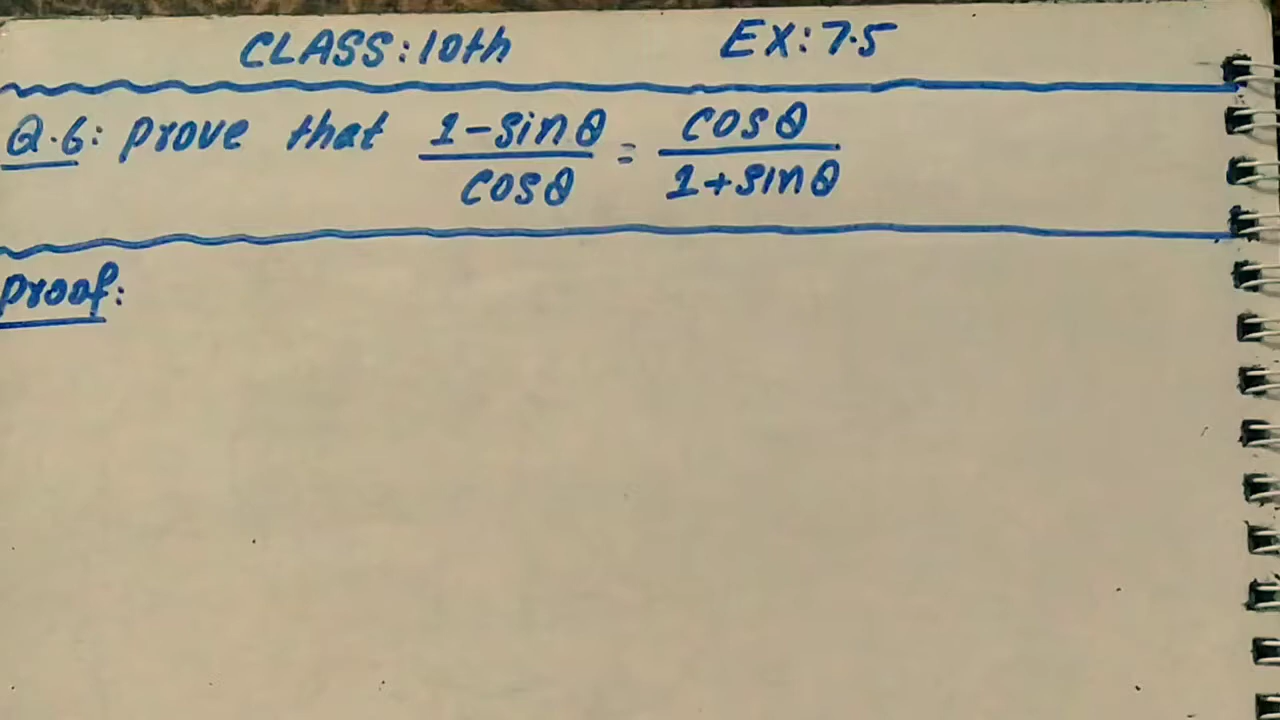 CLASS: 10th EX: 7.5
Q.6: prove that (1-sinθ)/(cosθ) = (cosθ)/(1+sinθ)
proof: